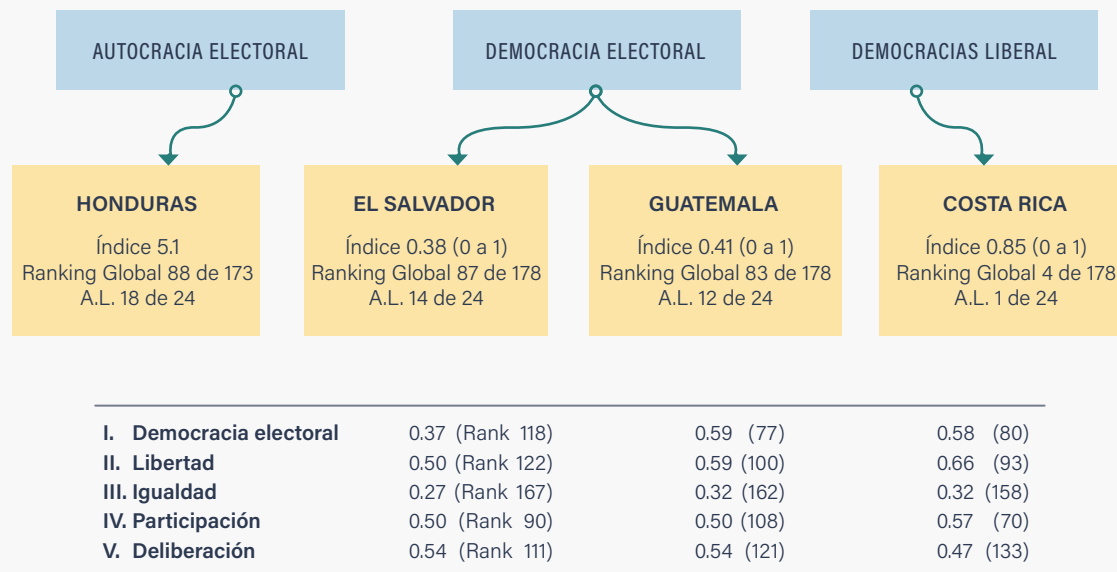 AUTOCRACIA ELECTORAL
DEMOCRACIA ELECTORAL
DEMOCRACIAS LIBERAL
HONDURAS
Índice 5.1
Ranking Global 88 de 173
A.L. 18 de 24
EL SALVADOR
Índice 0.38 (0 a 1)
Ranking Global 87 de 178
A.L. 14 de 24
GUATEMALA
Índice 0.41 (0 a 1)
Ranking Global 83 de 178
A.L. 12 de 24
COSTA RICA
Índice 0.85 (0 a 1)
Ranking Global 4 de 178
A.L. 1 de 24
I. Democracia electoral 0.37 (Rank 118) 0.59 (77) 0.58 (80)
II. Libertad 0.50 (Rank 122) 0.59 (100) 0.66 (93)
III. Igualdad 0.27 (Rank 167) 0.32 (162) 0.32 (158)
IV. Participación 0.50 (Rank 90) 0.50 (108) 0.57 (70)
V. Deliberación 0.54 (Rank 111) 0.54 (121) 0.47 (133)